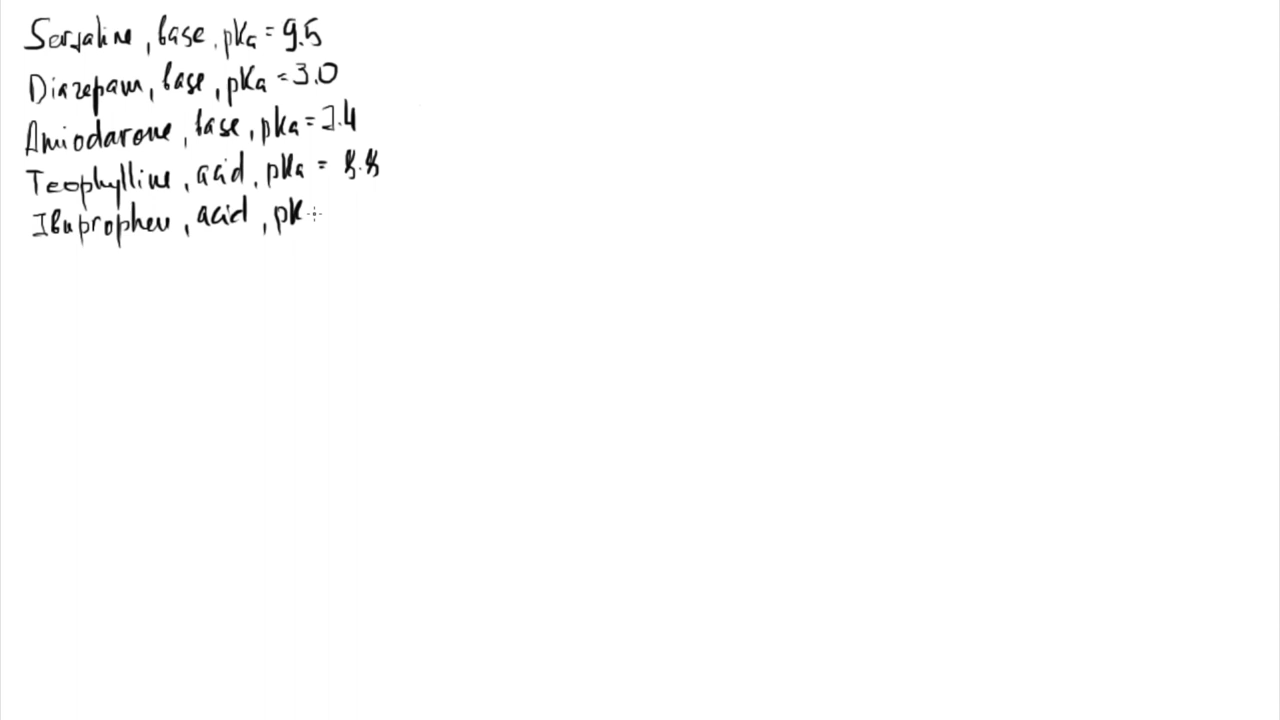 Sertraline, base, pKa = 9.5
Diazepam, base, pKa = 3.0
Amiodarone, base, pKa = 7.4
Teophylline, acid, pKa = 8.8
Ibuprophen, acid, pK